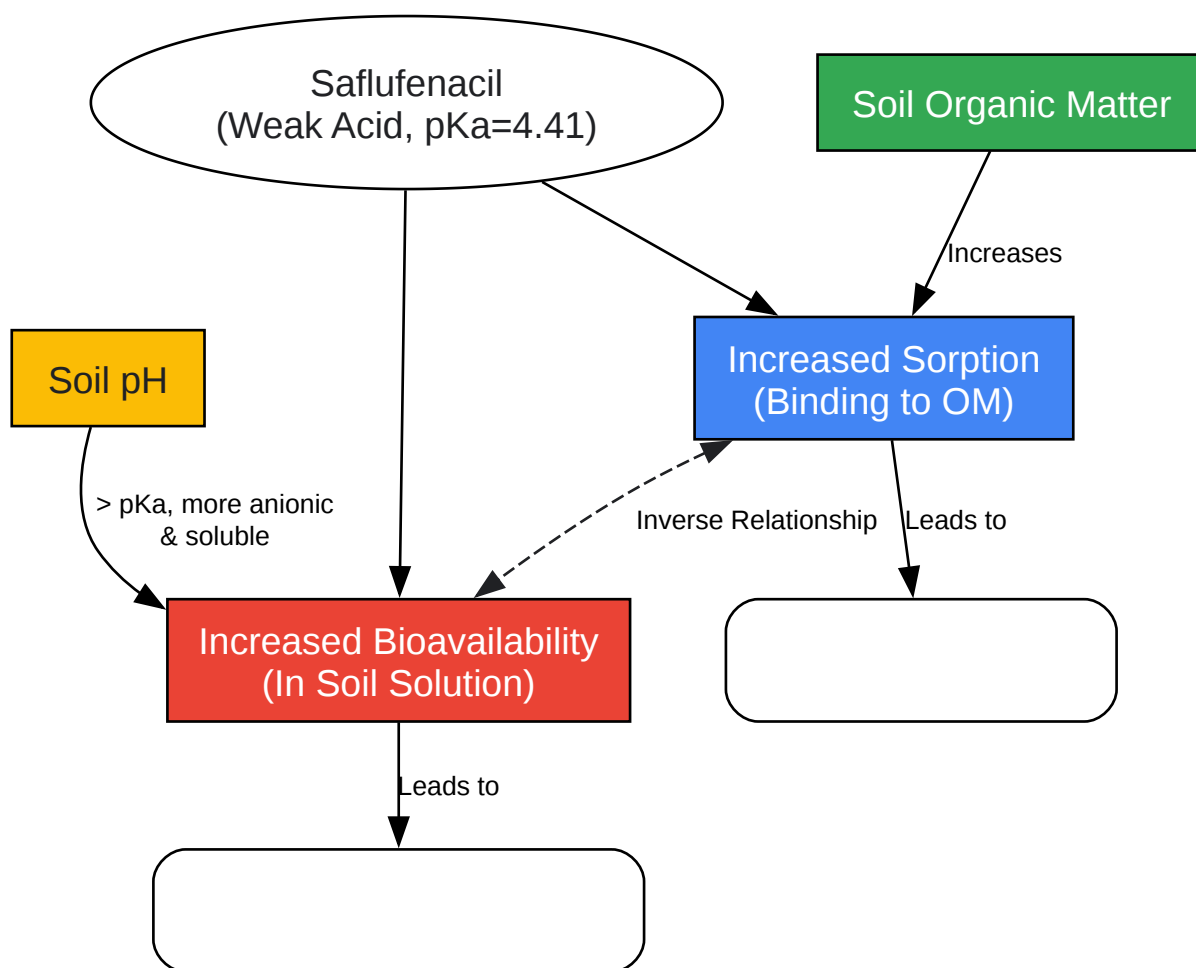 Saflufenacil
(Weak Acid, pKa=4.41)
Soil Organic Matter
Increases
Soil pH
Increased Sorption
(Binding to OM)
> pKa, more anionic
& soluble
Inverse Relationship
Leads to
Increased Bioavailability
(In Soil Solution)
Leads to